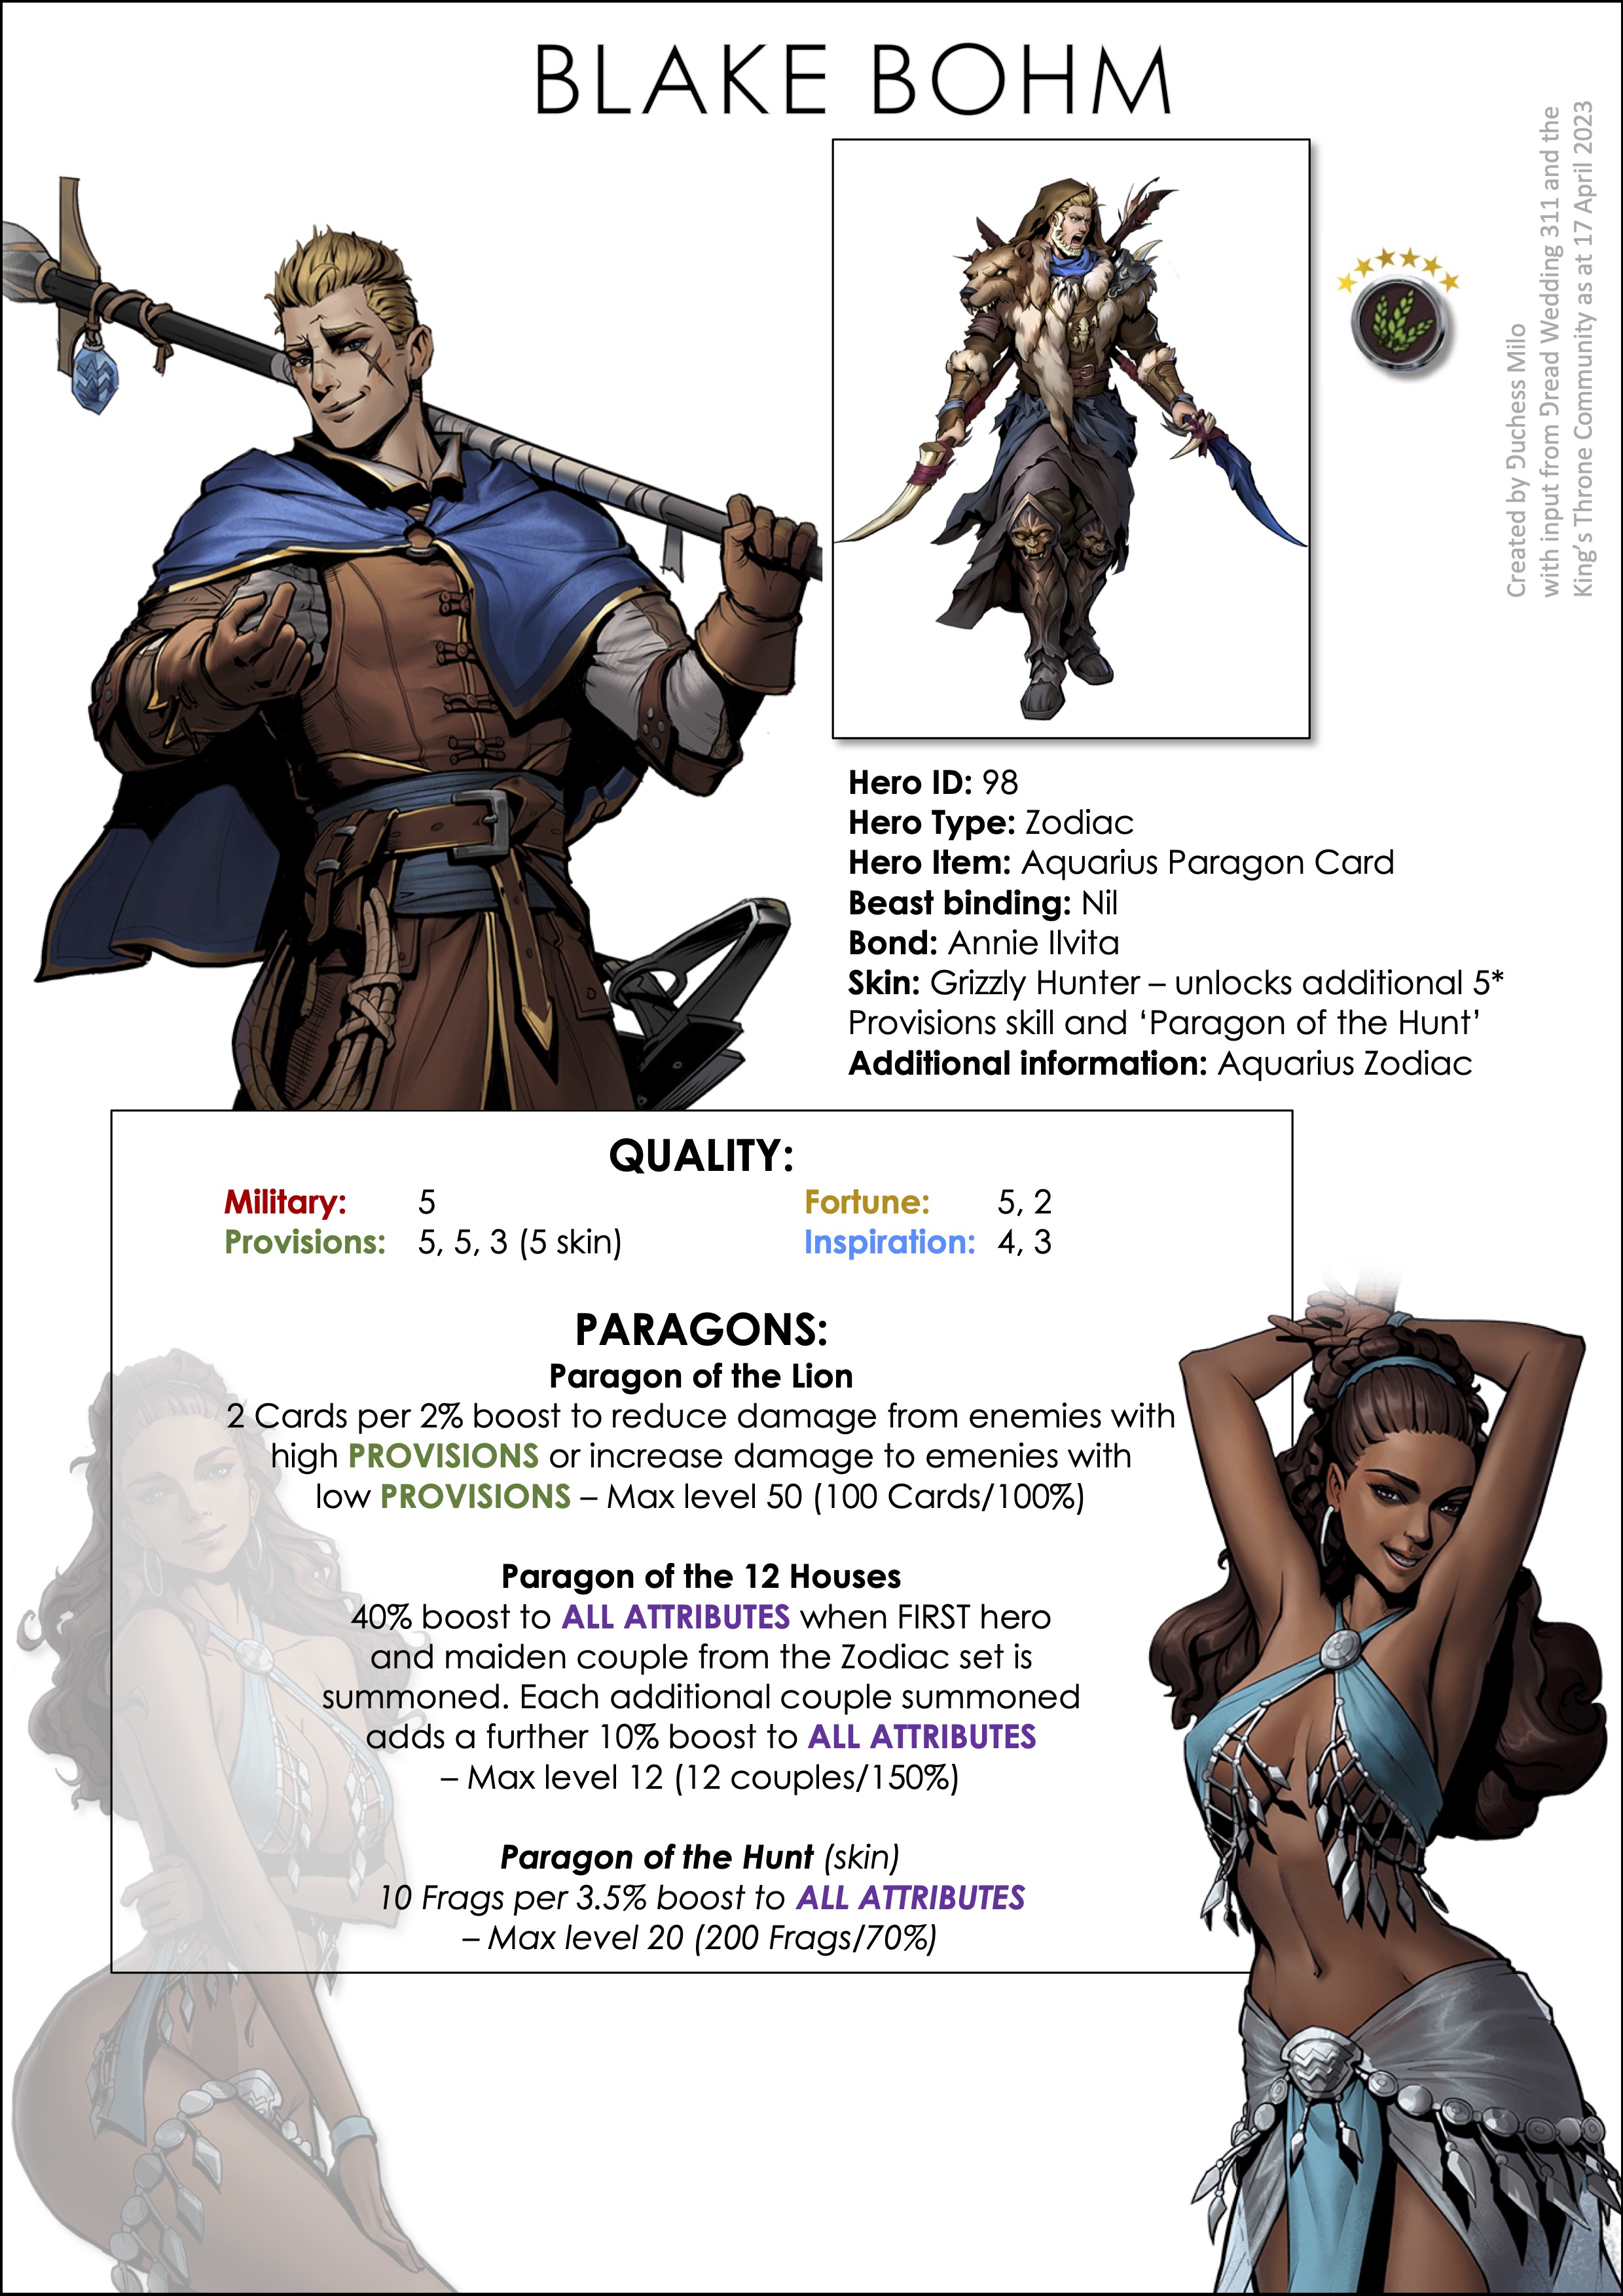 BLAKE BOHM
Created by Duchess Milo
with input from Dread Wedding 311 and the
King's Throne Community as at 17 April 2023
Hero ID: 98
Hero Type: Zodiac
Hero Item: Aquarius Paragon Card
Beast binding: Nil
Bond: Annie Ilvita
Skin: Grizzly Hunter – unlocks additional 5*
Provisions skill and ‘Paragon of the Hunt’
Additional information: Aquarius Zodiac
QUALITY:
Military: 5
Fortune: 5, 2
Provisions: 5, 5, 3 (5 skin)
Inspiration: 4, 3
PARAGONS:
Paragon of the Lion
2 Cards per 2% boost to reduce damage from enemies with
high PROVISIONS or increase damage to emenies with
low PROVISIONS – Max level 50 (100 Cards/100%)
Paragon of the 12 Houses
40% boost to ALL ATTRIBUTES when FIRST hero
and maiden couple from the Zodiac set is
summoned. Each additional couple summoned
adds a further 10% boost to ALL ATTRIBUTES
– Max level 12 (12 couples/150%)
Paragon of the Hunt (skin)
10 Frags per 3.5% boost to ALL ATTRIBUTES
– Max level 20 (200 Frags/70%)